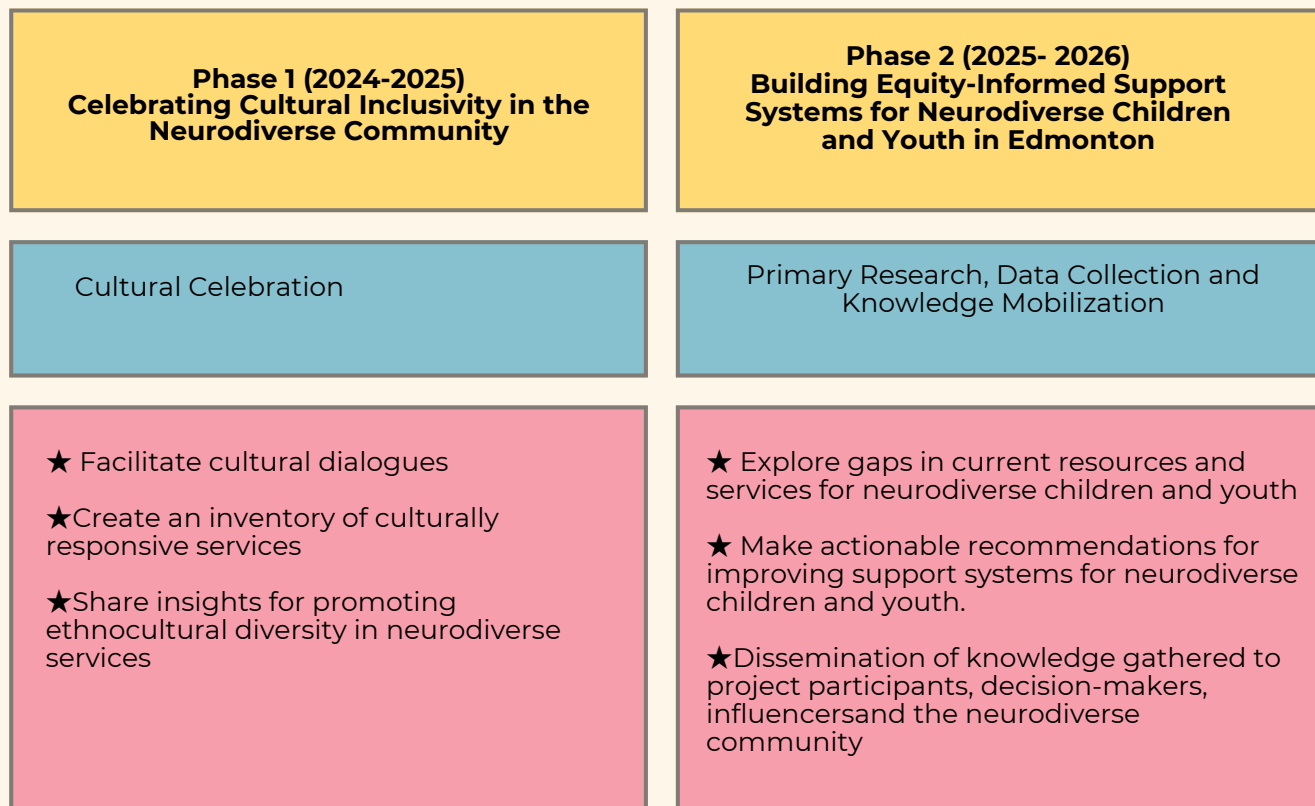 Phase 1 (2024-2025)
Celebrating Cultural Inclusivity in the
Neurodiverse Community
Phase 2 (2025- 2026)
Building Equity-Informed Support
Systems for Neurodiverse Children
and Youth in Edmonton
Cultural Celebration
Primary Research, Data Collection and
Knowledge Mobilization
★ Facilitate cultural dialogues
★Create an inventory of culturally
responsive services
★Share insights for promoting
ethnocultural diversity in neurodiverse
services
★ Explore gaps in current resources and
services for neurodiverse children and youth
★ Make actionable recommendations for
improving support systems for neurodiverse
children and youth.
★Dissemination of knowledge gathered to
project participants, decision-makers,
influencersand the neurodiverse
community